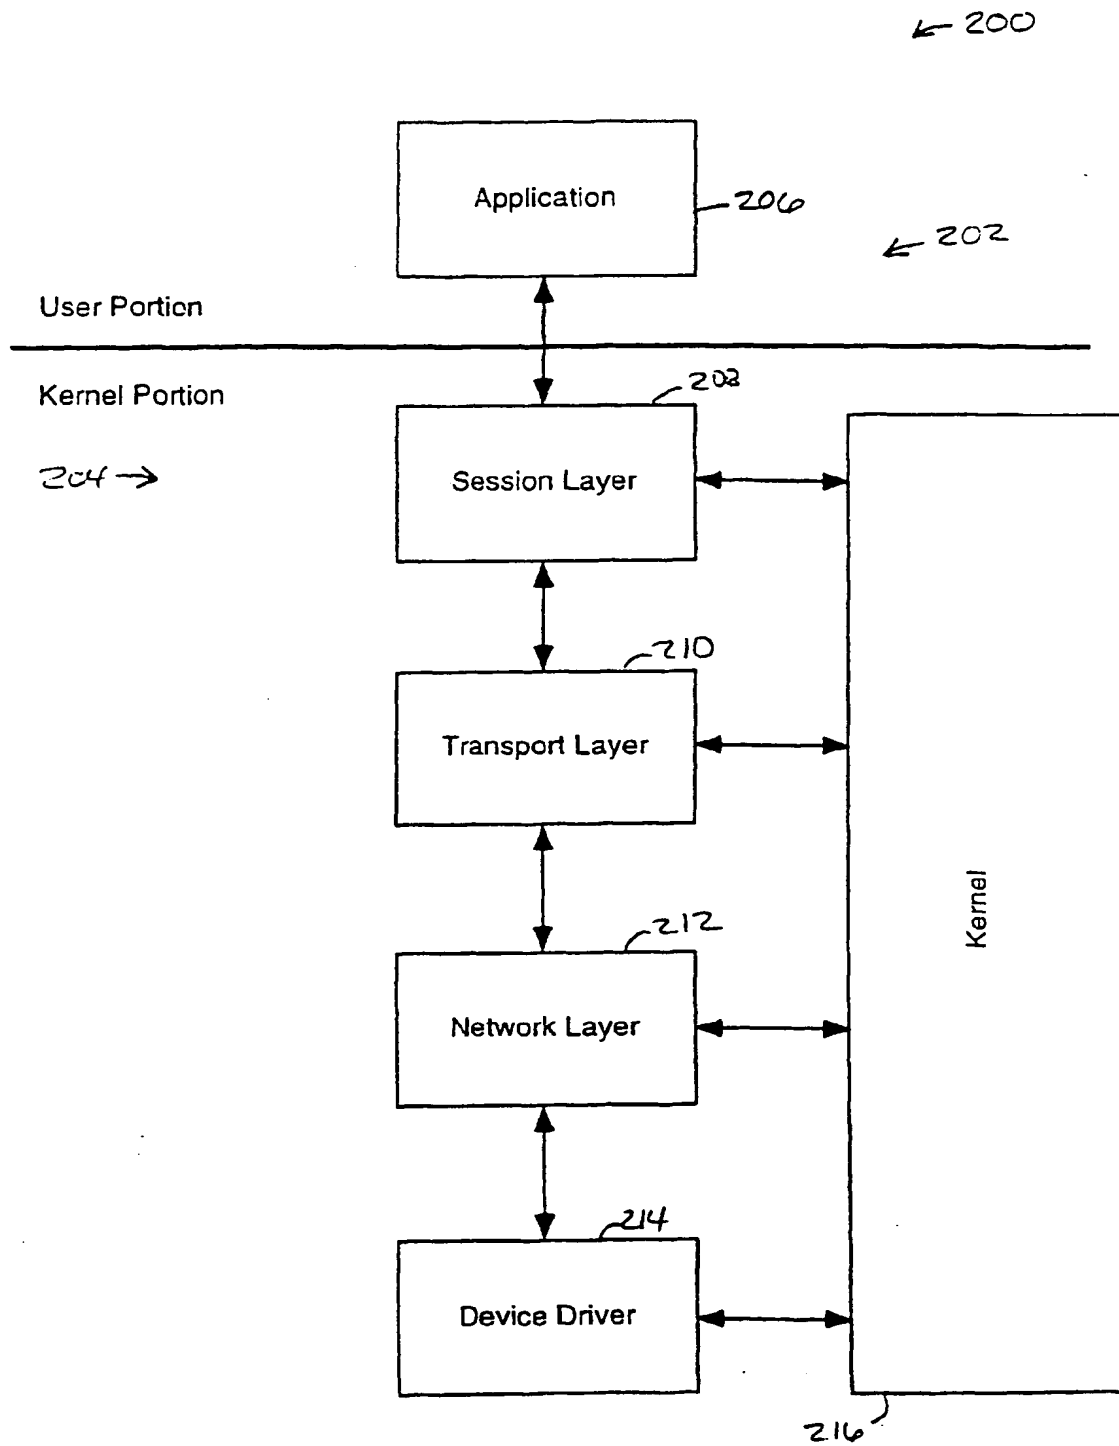 200
Application
206
202
User Portion
Kernel Portion
208
204
Session Layer
210
Transport Layer
Kernel
212
Network Layer
214
Device Driver
216